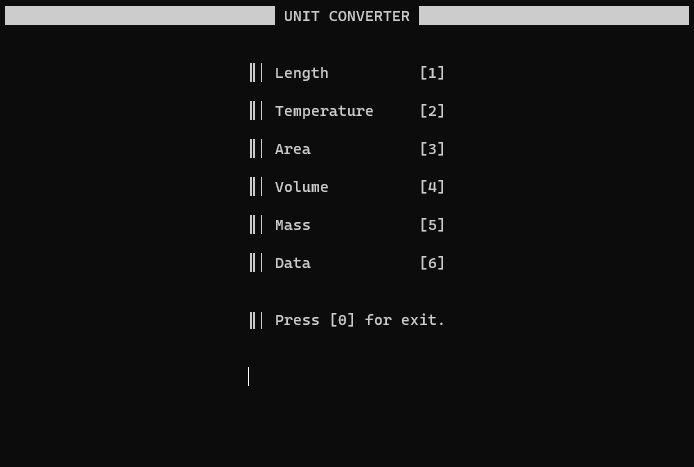 UNIT CONVERTER
Length [1]
Temperature [2]
Area [3]
Volume [4]
Mass [5]
Data [6]
Press [0] for exit.